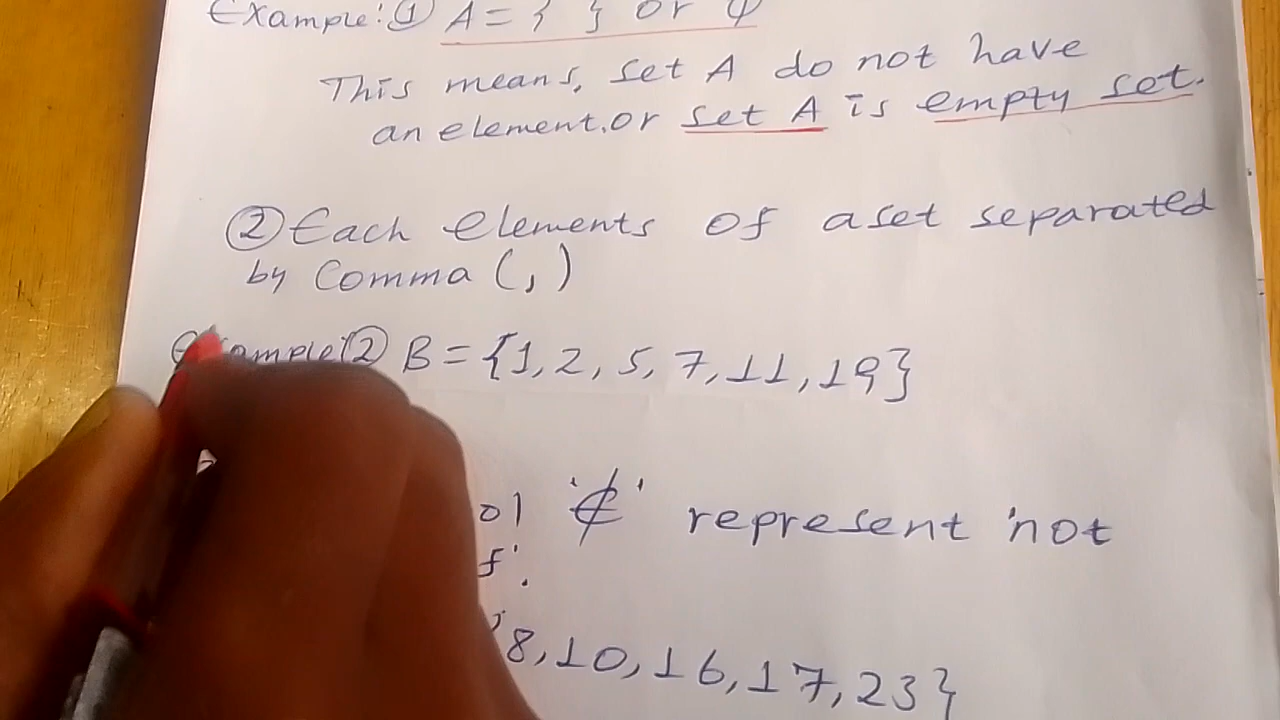 Example: ① A = { } or ϕ
This means, set A do not have
an element. or set A is empty set.
② Each elements of a set separated
by Comma (,)
Example: ② B = {1, 2, 5, 7, 11, 19}
ol '∉' represent 'not
f'.
8, 10, 16, 17, 23}